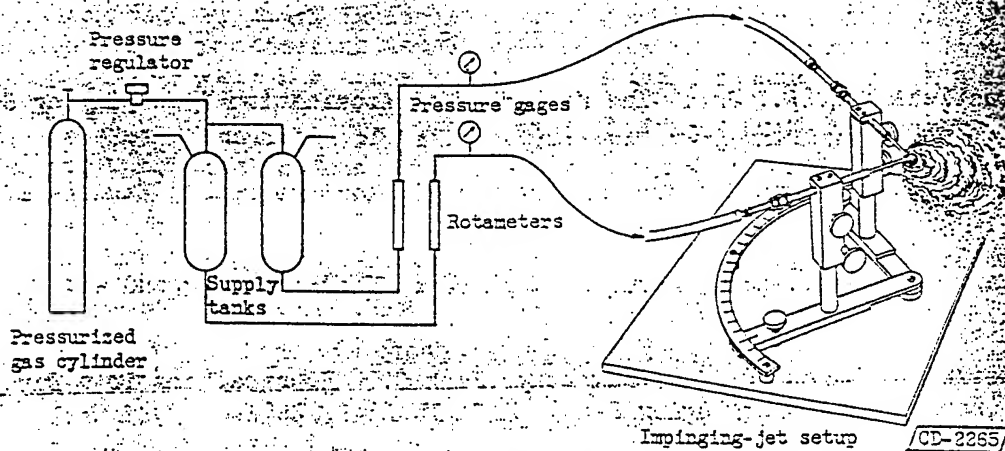 Pressure
regulator
Pressure gages
Rotameters
Supply
tanks
Pressurized
gas cylinder
Impinging-jet setup
/CD-2265/